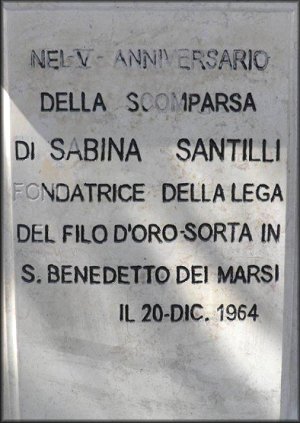 NEL V - ANNIVERSARIO
DELLA SCOMPARSA
DI SABINA SANTILLI
FONDATRICE DELLA LEGA
DEL FILO D'ORO-SORTA IN
S. BENEDETTO DEI MARSI
IL 20-DIC. 1964